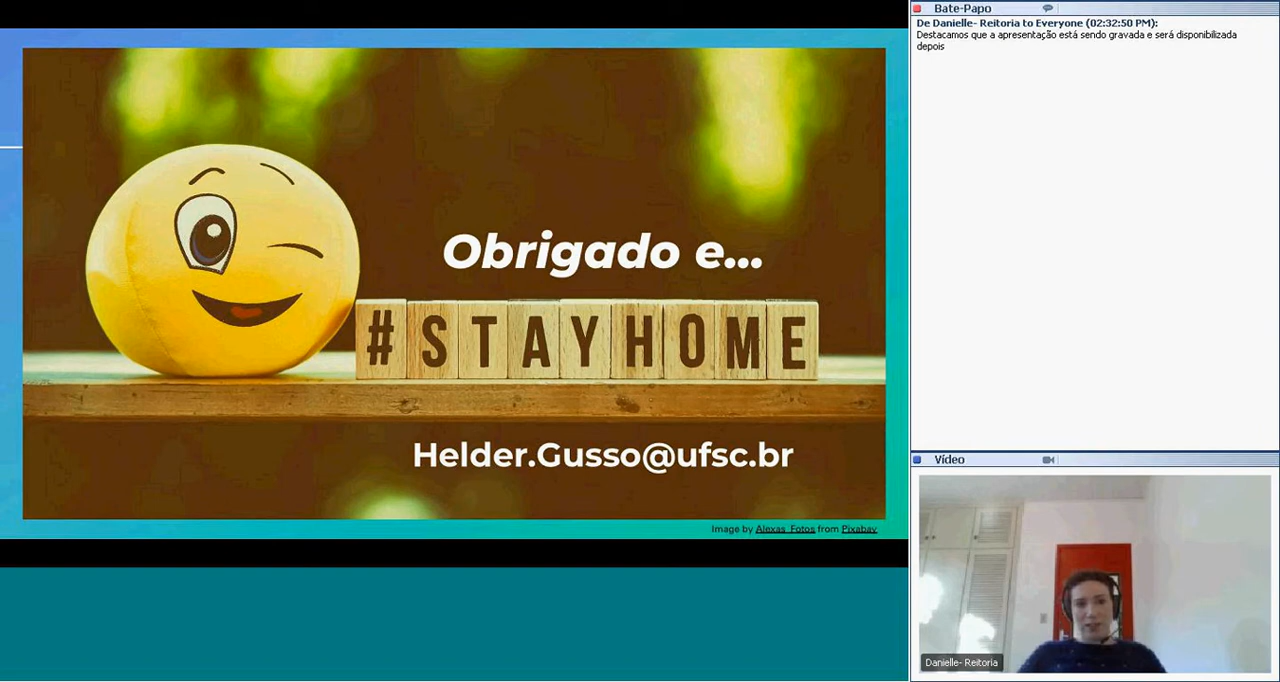 Obrigado e...
#STAYHOME
Helder.Gusso@ufsc.br
Image by Alexas_Fotos from Pixabay
Bate-Papo
De Danielle- Reitoria to Everyone (02:32:50 PM):
Destacamos que a apresentação está sendo gravada e será disponibilizada
depois
Vídeo
Danielle- Reitoria